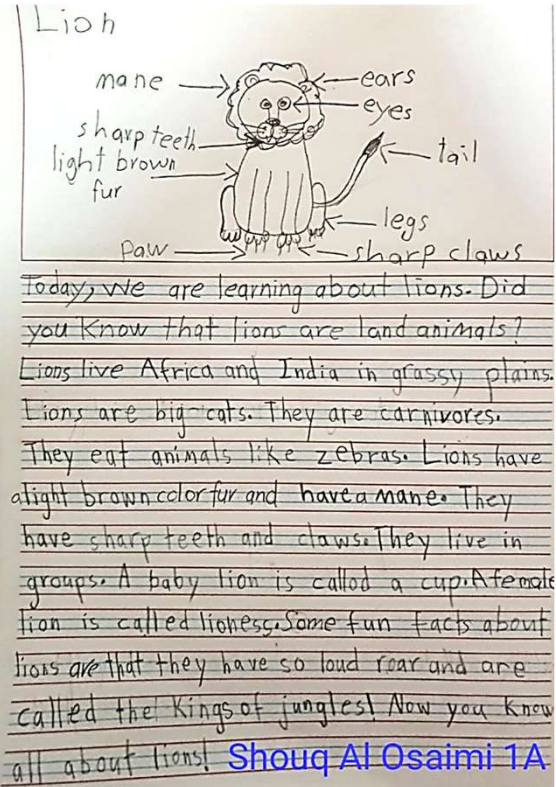 Lion
mane
ears
eyes
sharp teeth
light brown
fur
tail
legs
paw
sharp claws
Today, we are learning about lions. Did
you know that lions are land animals?
Lions live Africa and India in grassy plains.
Lions are big cats. They are carnivores.
They eat animals like zebras. Lions have
a light brown color fur and have a mane. They
have sharp teeth and claws. They live in
groups. A baby lion is called a cup. A female
lion is called lioness. Some fun facts about
lions are that they have so loud roar and are
called the Kings of jungles! Now you know
all about lions! Shouq Al Osaimi 1A